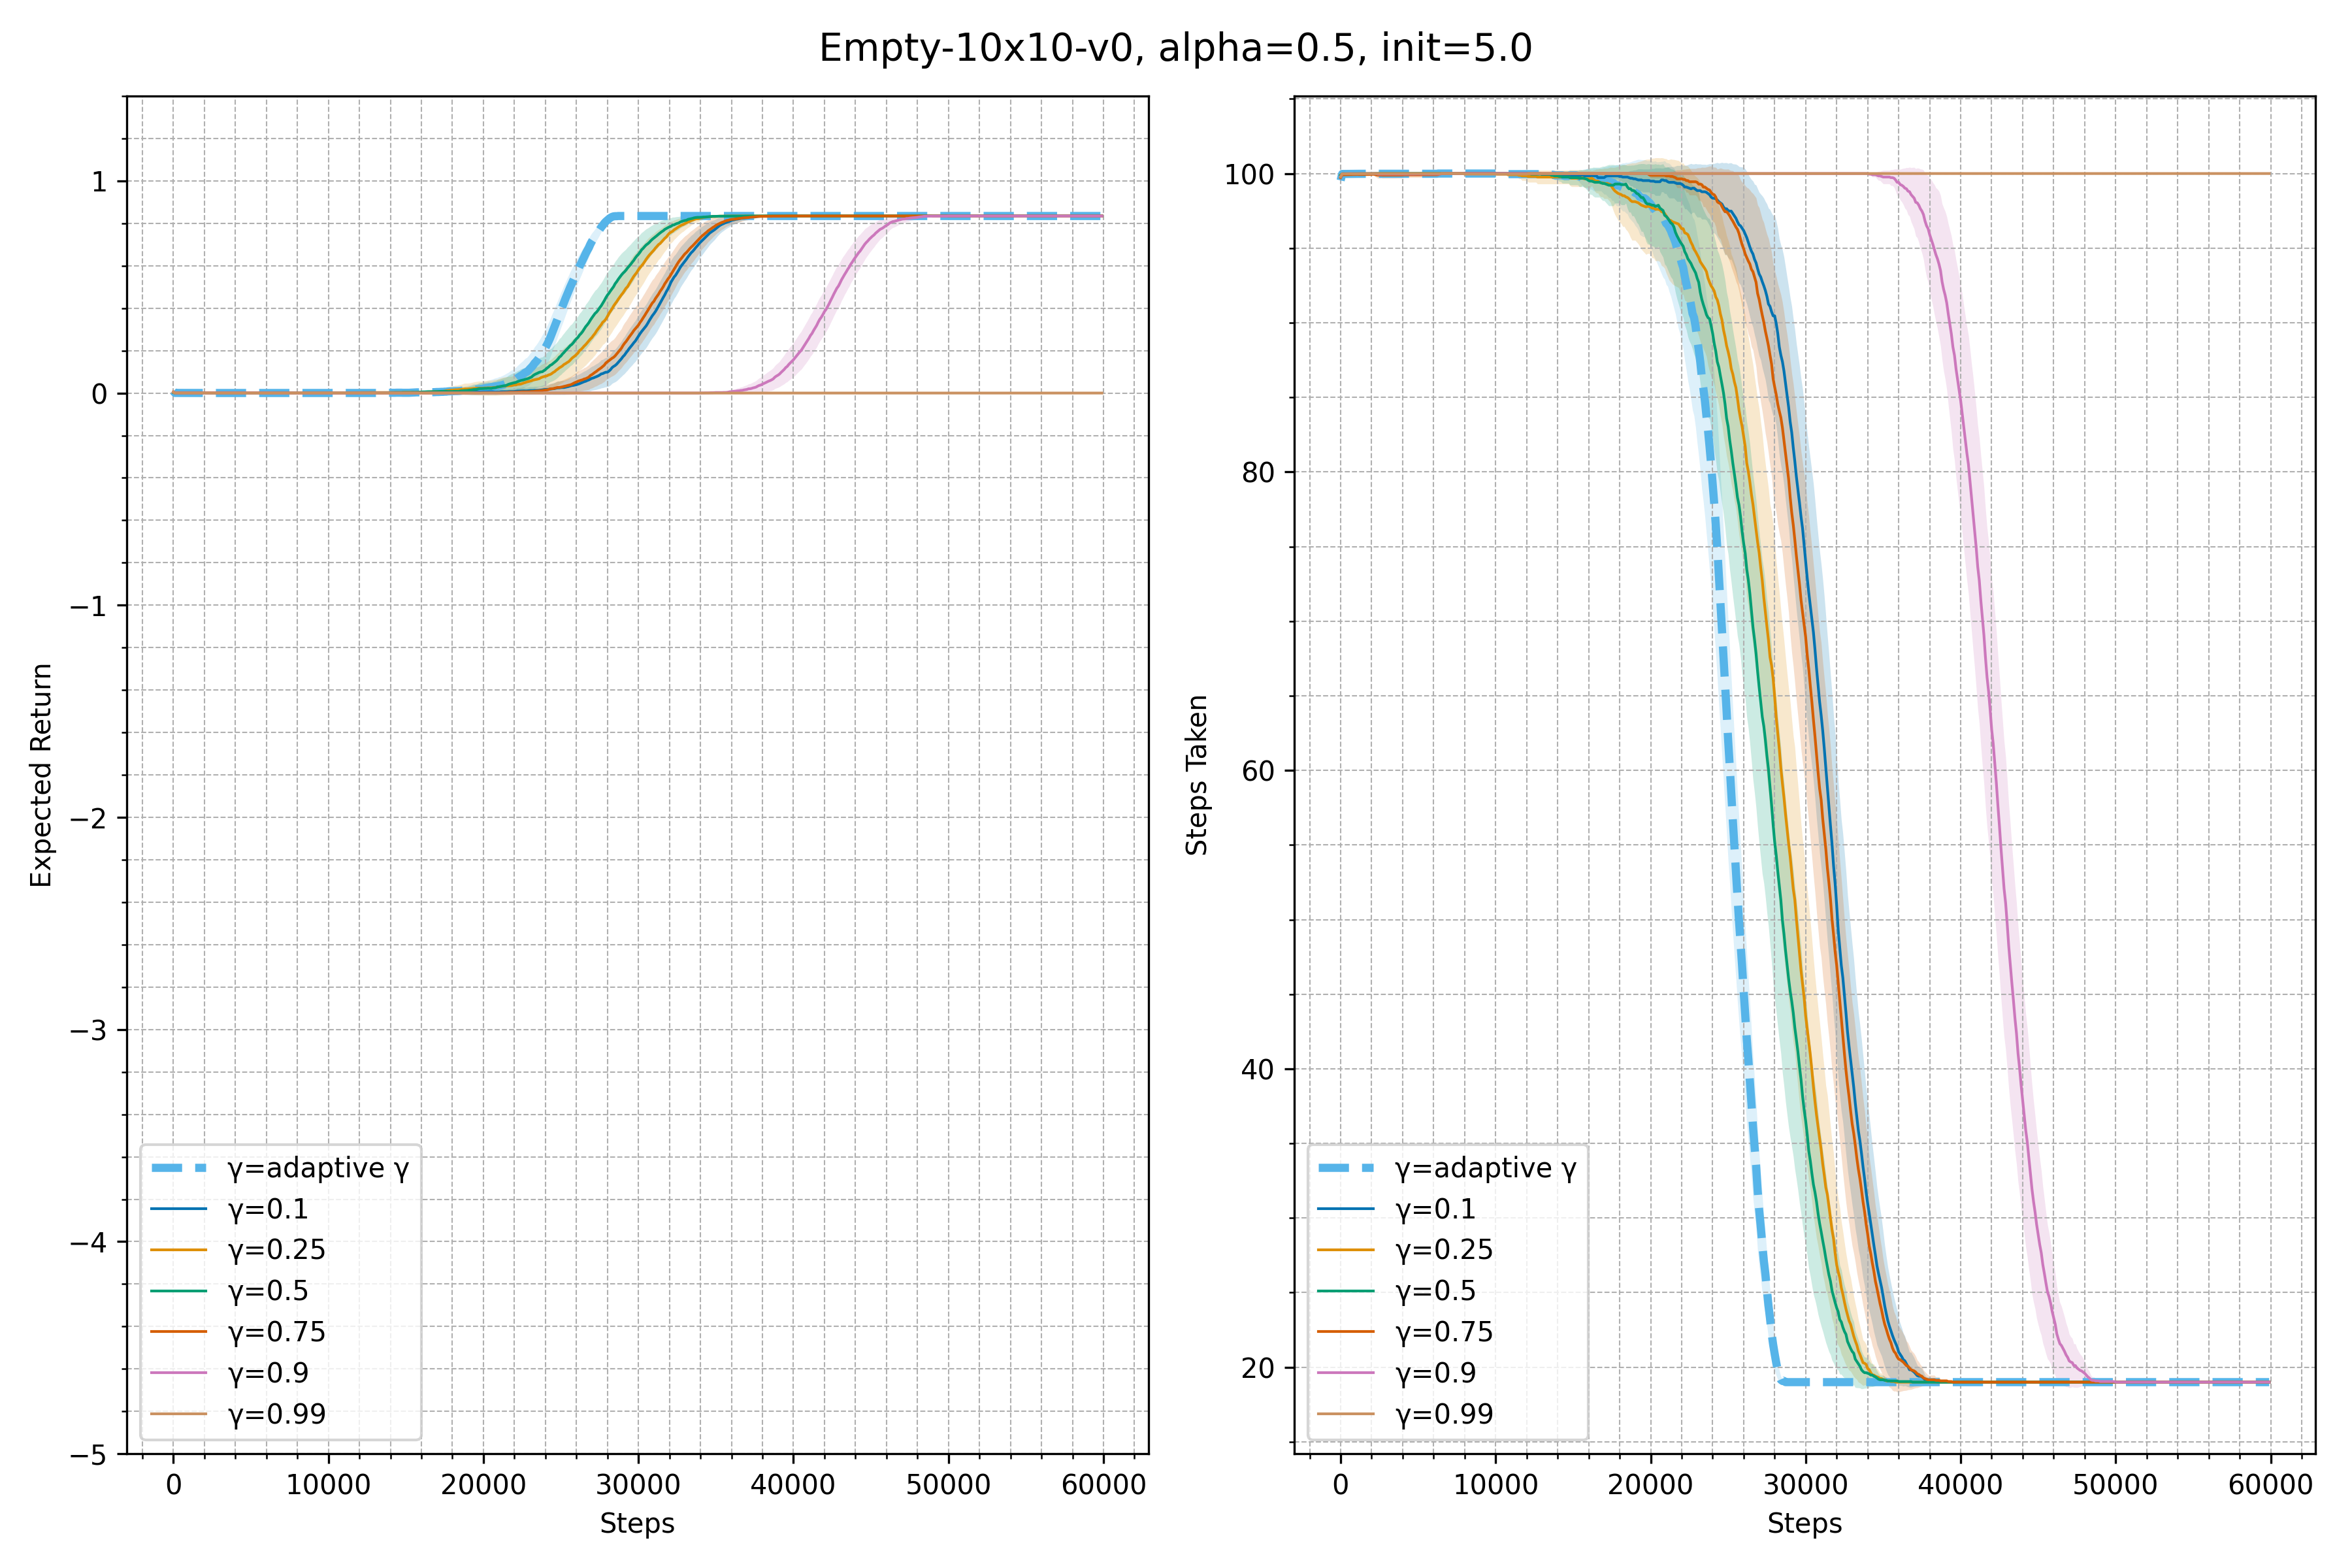 Empty-10x10-v0, alpha=0.5, init=5.0
Expected Return
1
0
−1
−2
−3
−4
−5
γ=adaptive γ
γ=0.1
γ=0.25
γ=0.5
γ=0.75
γ=0.9
γ=0.99
0 10000 20000 30000 40000 50000 60000
Steps
Steps Taken
100
80
60
40
20
γ=adaptive γ
γ=0.1
γ=0.25
γ=0.5
γ=0.75
γ=0.9
γ=0.99
0 10000 20000 30000 40000 50000 60000
Steps